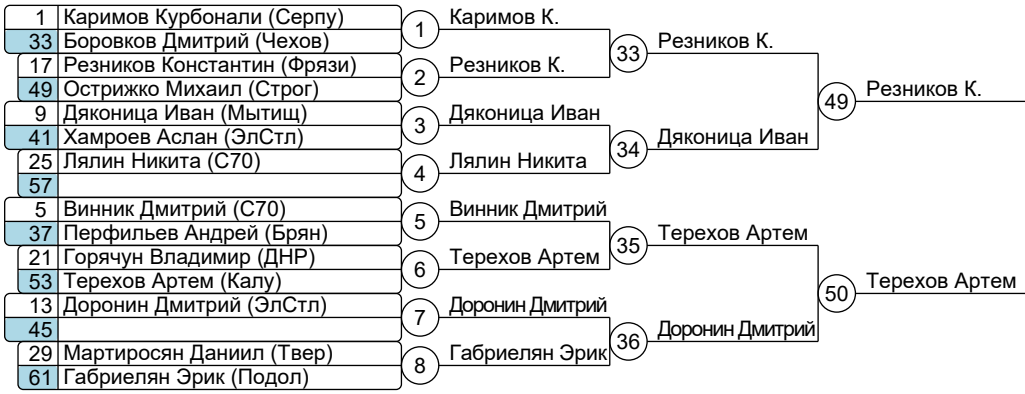 1 Каримов Курбонали (Серпу)
33 Боровков Дмитрий (Чехов)
17 Резников Константин (Фрязи)
49 Острижко Михаил (Строг)
9 Дяконица Иван (Мытищ)
41 Хамроев Аслан (ЭлСтл)
25 Лялин Никита (С70)
57
5 Винник Дмитрий (С70)
37 Перфильев Андрей (Брян)
21 Горячун Владимир (ДНР)
53 Терехов Артем (Калу)
13 Доронин Дмитрий (ЭлСтл)
45
29 Мартиросян Даниил (Твер)
61 Габриелян Эрик (Подол)
1 Каримов К.
2 Резников К.
3 Дяконица Иван
4 Лялин Никита
5 Винник Дмитрий
6 Терехов Артем
7 Доронин Дмитрий
8 Габриелян Эрик
33 Резников К.
34 Дяконица Иван
35 Терехов Артем
36 Доронин Дмитрий
49 Резников К.
50 Терехов Артем